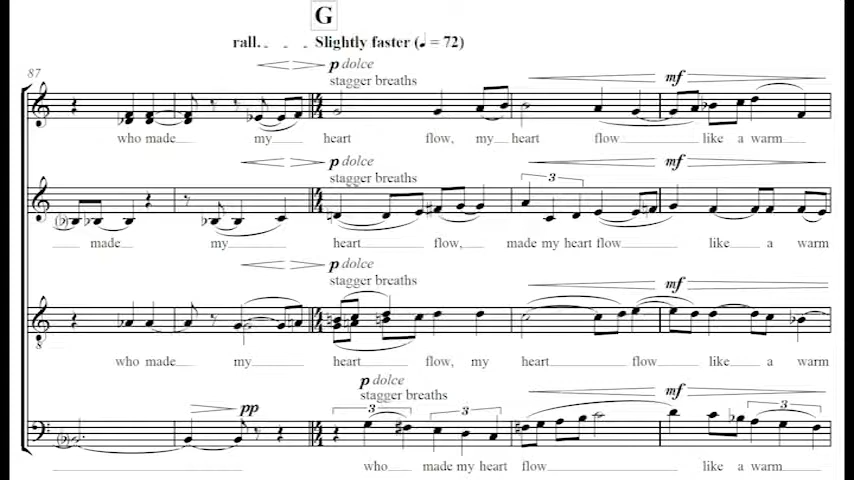 G
rall. Slightly faster (♩ = 72)
87
p dolce
stagger breaths
mf
who made my heart flow, my heart flow like a warm
p dolce
stagger breaths
3
mf
made my heart flow, made my heart flow like a warm
p dolce
stagger breaths
mf
who made my heart flow, my heart flow like a warm
8
p dolce
stagger breaths
pp
3
3
mf
3
who made my heart flow like a warm